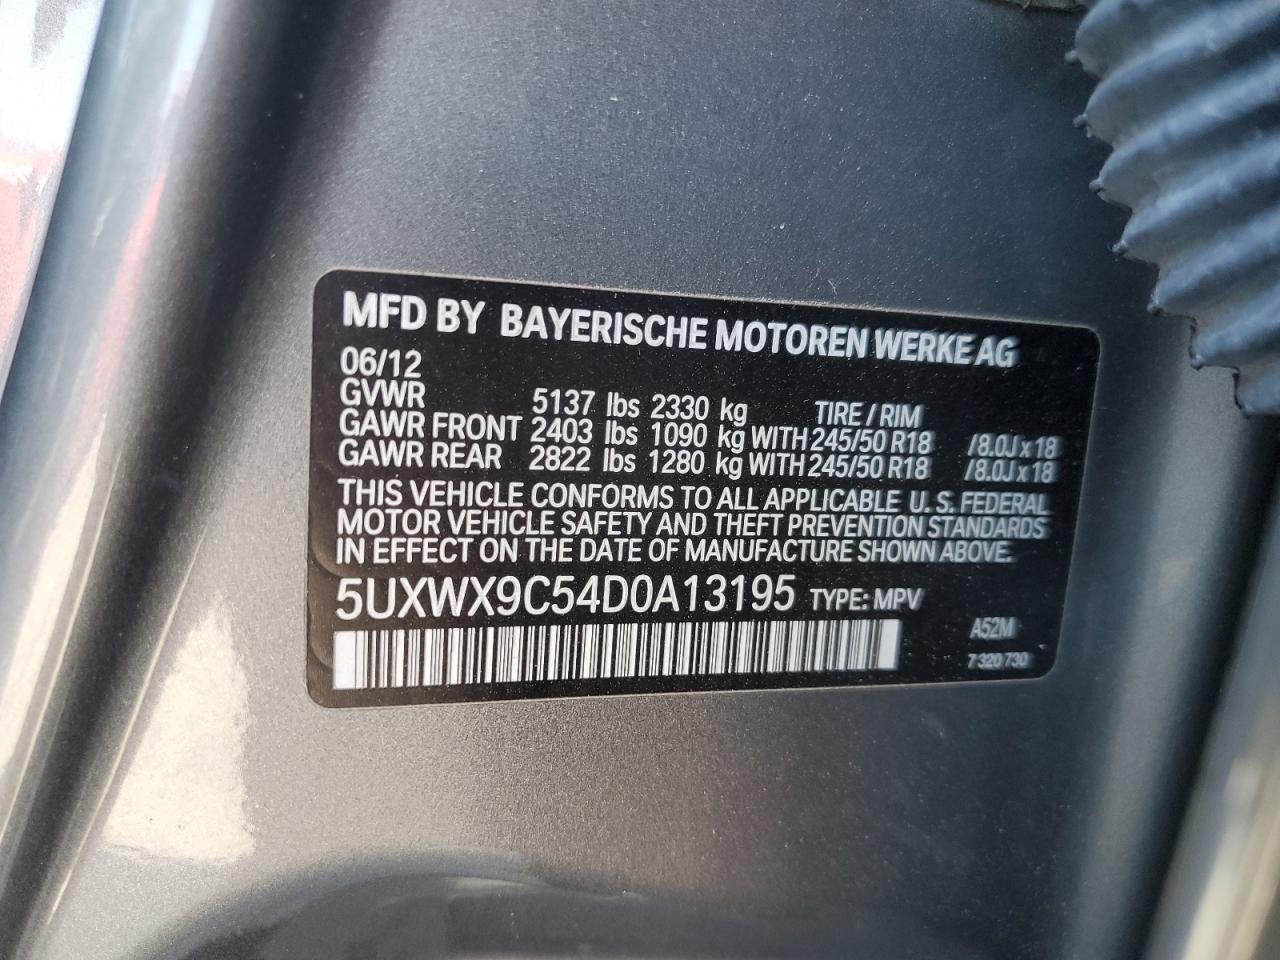 MFD BY BAYERISCHE MOTOREN WERKE AG
06/12
GVWR 5137 lbs 2330 kg TIRE / RIM
GAWR FRONT 2403 lbs 1090 kg WITH 245/50 R18 /8.0J x 18
GAWR REAR 2822 lbs 1280 kg WITH 245/50 R18 /8.0J x 18
THIS VEHICLE CONFORMS TO ALL APPLICABLE U.S. FEDERAL
MOTOR VEHICLE SAFETY AND THEFT PREVENTION STANDARDS
IN EFFECT ON THE DATE OF MANUFACTURE SHOWN ABOVE.
5UXWX9C54D0A13195 TYPE: MPV
A52M
7 320 730